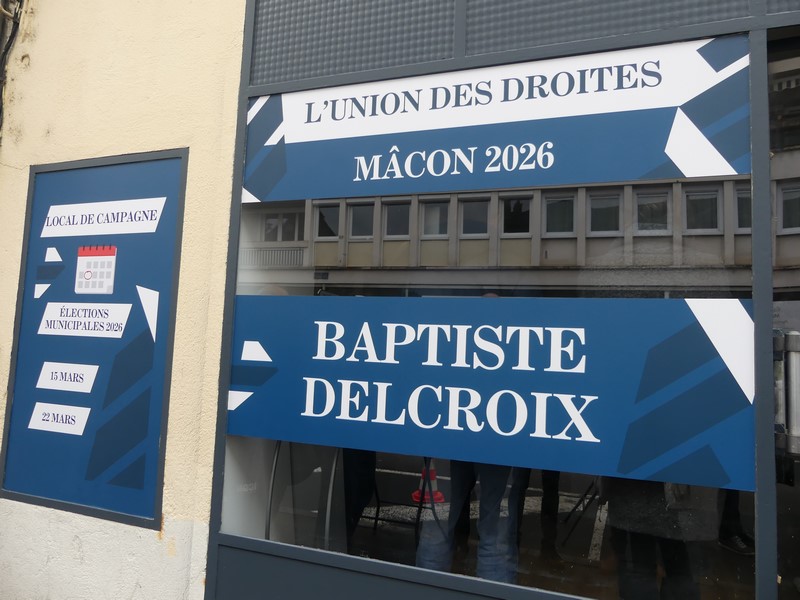 LOCAL DE CAMPAGNE
ÉLECTIONS
MUNICIPALES 2026
15 MARS
22 MARS
L'UNION DES DROITES
MÂCON 2026
BAPTISTE
DELCROIX